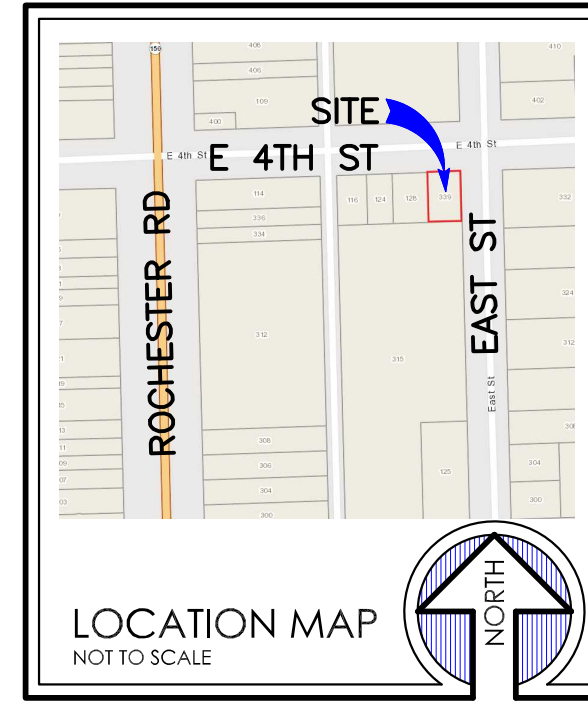 150
408
410
406
109
402
400
SITE
E 4th St
E 4TH ST
E 4th St
114
116
124
128
339
332
336
334
ROCHESTER RD
EAST ST
324
312
315
312
East St
308
306
304
300
125
304
300
LOCATION MAP
NOT TO SCALE
NORTH